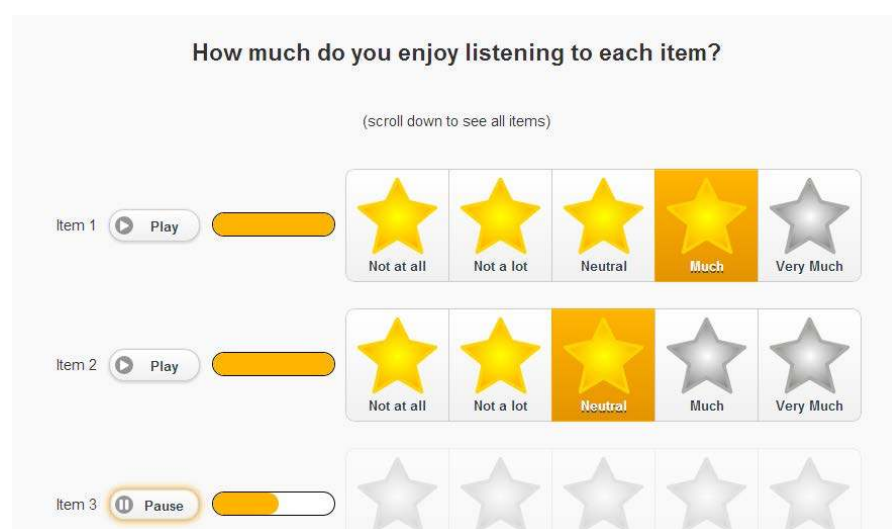 How much do you enjoy listening to each item?
(scroll down to see all items)
Item 1 Play Not at all Not a lot Neutral Much Very Much
Item 2 Play Not at all Not a lot Neutral Much Very Much
Item 3 Pause